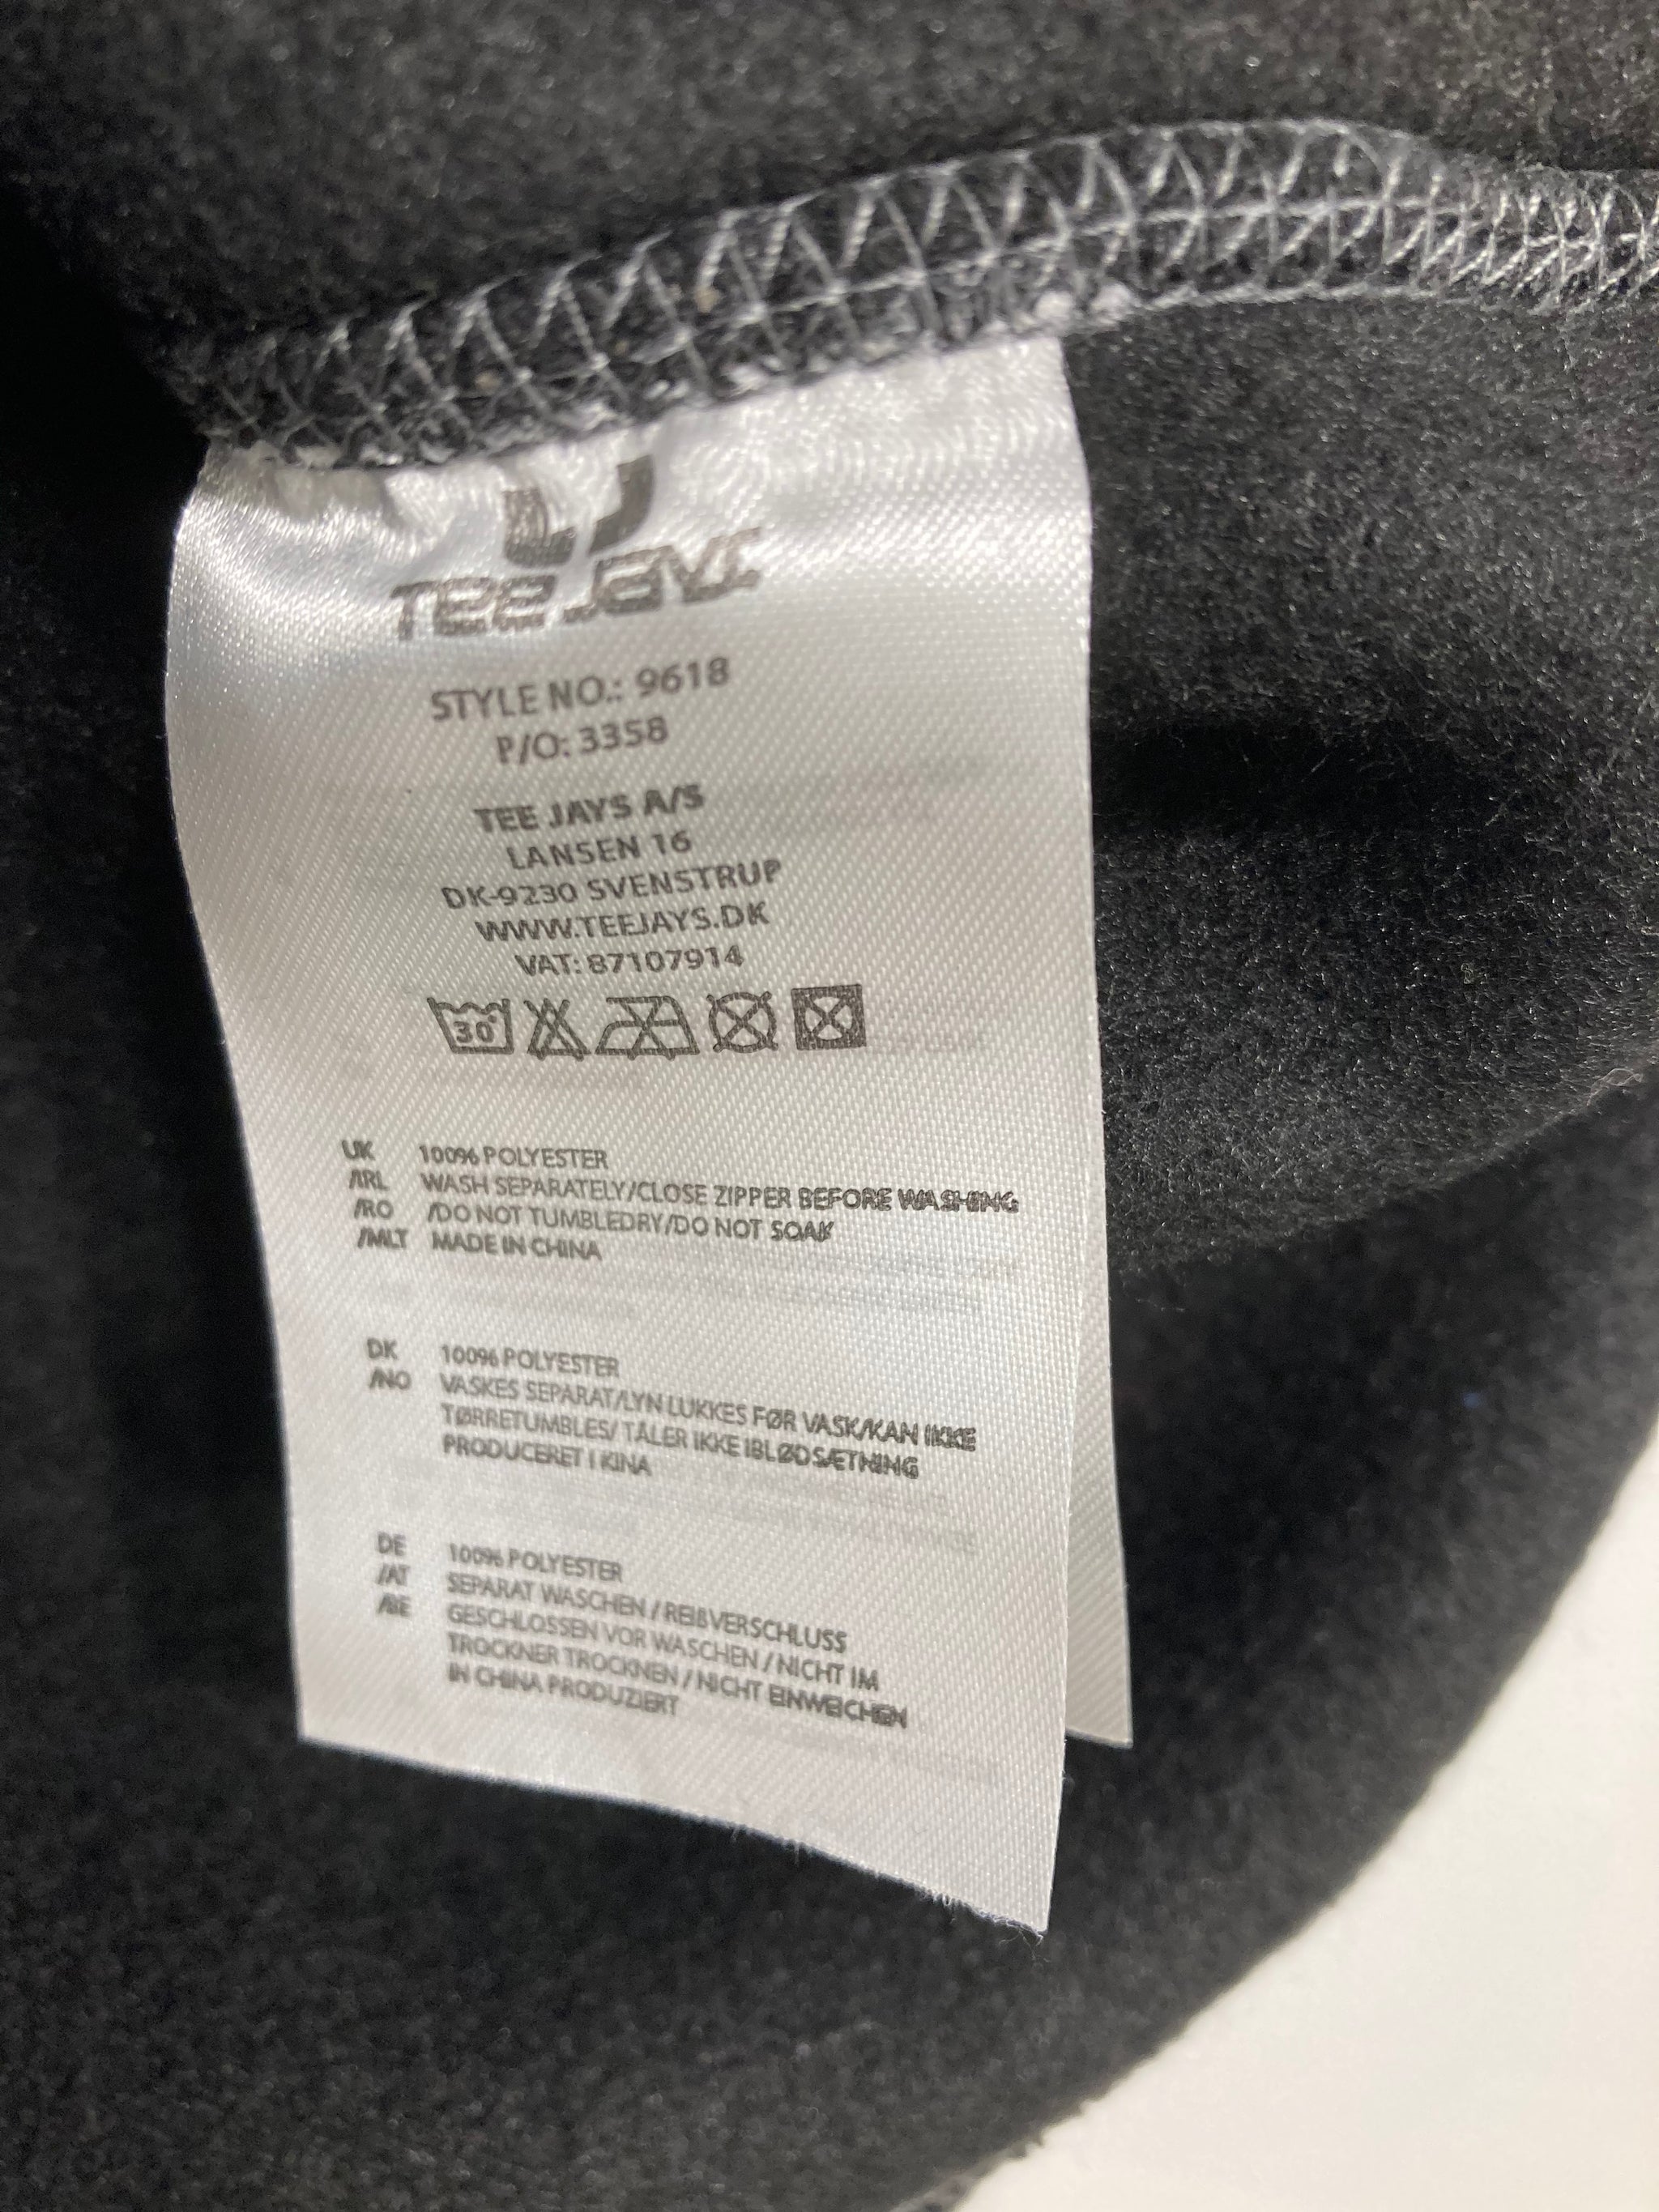 TEE JAYS
STYLE NO.: 9618
P/O: 3358
TEE JAYS A/S
LANSEN 16
DK-9230 SVENSTRUP
WWW.TEEJAYS.DK
VAT: 87107914
30°
UK 100% POLYESTER
/IRL WASH SEPARATELY/CLOSE ZIPPER BEFORE WASHING
/RO /DO NOT TUMBLEDRY/DO NOT SOAK
/MLT MADE IN CHINA
DK 100% POLYESTER
/NO VASKES SEPARAT/LYN LUKKES FØR VASK/KAN IKKE
TØRRETUMBLES/ TÅLER IKKE IBLØDSÆTNING
PRODUCERET I KINA
DE 100% POLYESTER
/AT SEPARAT WASCHEN / REIßVERSCHLUSS
/BE GESCHLOSSEN VOR WASCHEN / NICHT IM
TROCKNER TROCKNEN / NICHT EINWEICHEN
IN CHINA PRODUZIERT